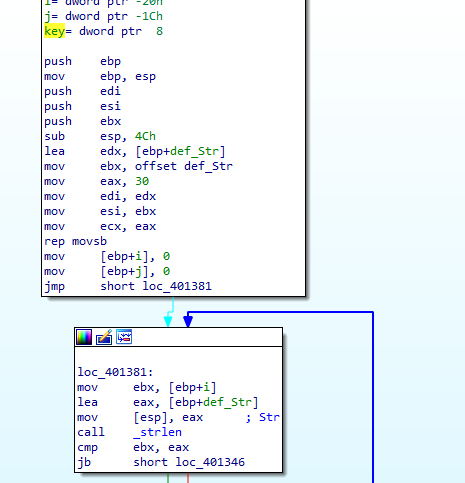 i= dword ptr -20h
j= dword ptr -1Ch
key= dword ptr  8
push    ebp
mov     ebp, esp
push    edi
push    esi
push    ebx
sub     esp, 4Ch
lea     edx, [ebp+def_Str]
mov     ebx, offset def_Str
mov     eax, 30
mov     edi, edx
mov     esi, ebx
mov     ecx, eax
rep movsb
mov     [ebp+i], 0
mov     [ebp+j], 0
jmp     short loc_401381
loc_401381:
mov     ebx, [ebp+i]
lea     eax, [ebp+def_Str]
mov     [esp], eax      ; Str
call    _strlen
cmp     ebx, eax
jb      short loc_401346